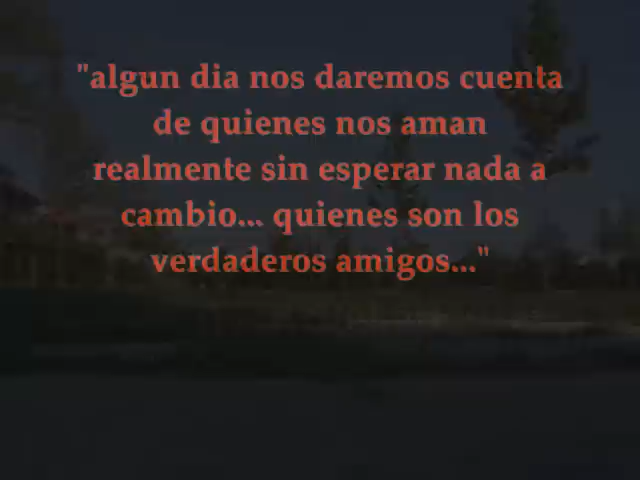 "algun dia nos daremos cuenta
de quienes nos aman
realmente sin esperar nada a
cambio... quienes son los
verdaderos amigos..."